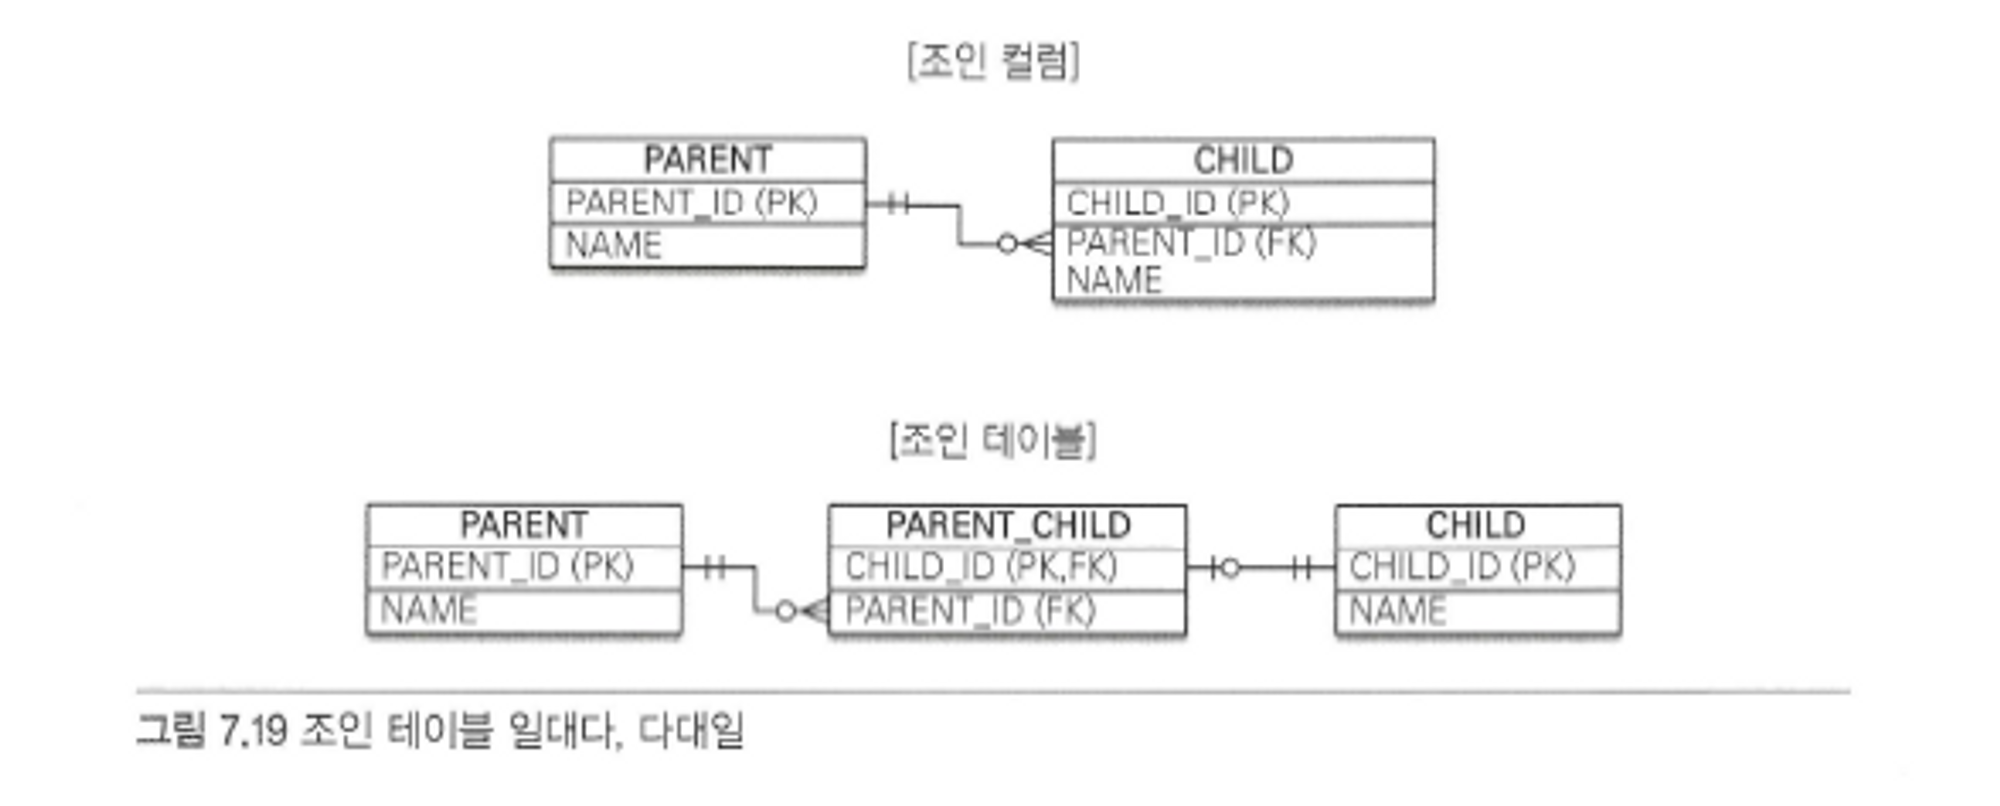 [조인 컬럼]
PARENT
PARENT_ID (PK)
NAME
CHILD
CHILD_ID (PK)
PARENT_ID (FK)
NAME
[조인 테이블]
PARENT
PARENT_ID (PK)
NAME
PARENT_CHILD
CHILD_ID (PK,FK)
PARENT_ID (FK)
CHILD
CHILD_ID (PK)
NAME
그림 7.19 조인 테이블 일대다, 다대일